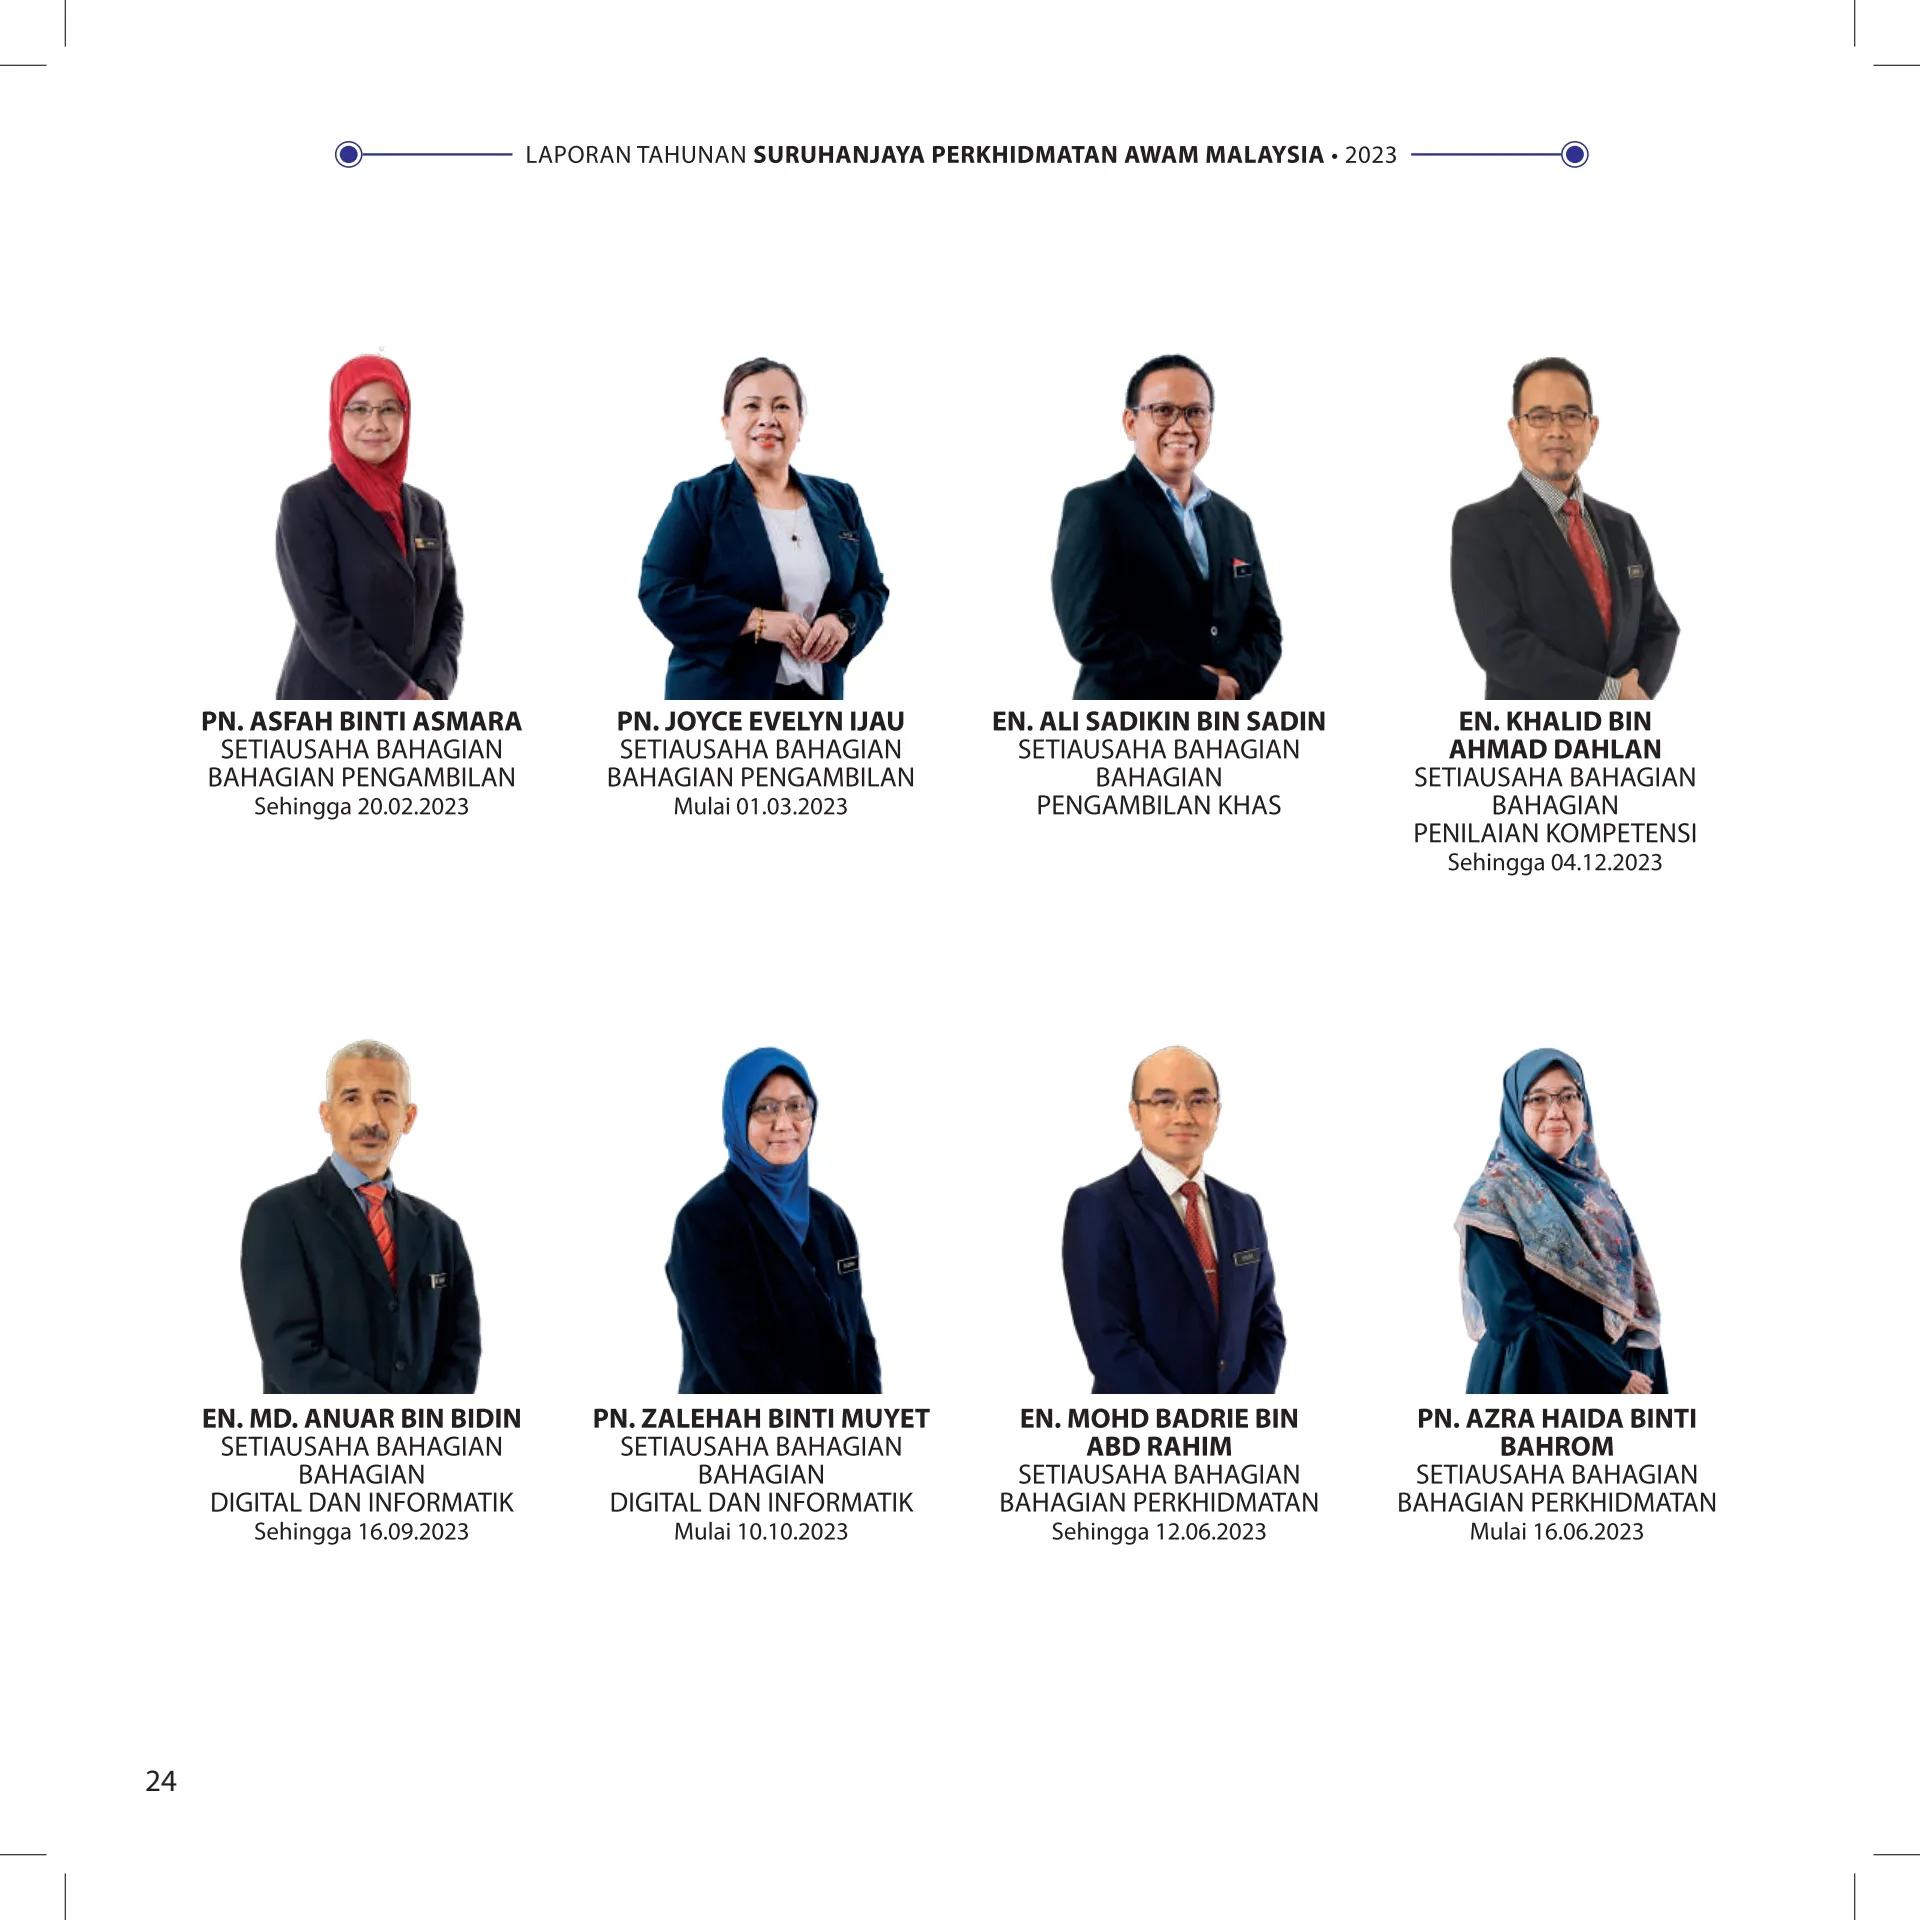 LAPORAN TAHUNAN SURUHANJAYA PERKHIDMATAN AWAM MALAYSIA • 2023
PN. ASFAH BINTI ASMARA
SETIAUSAHA BAHAGIAN
BAHAGIAN PENGAMBILAN
Sehingga 20.02.2023
PN. JOYCE EVELYN IJAU
SETIAUSAHA BAHAGIAN
BAHAGIAN PENGAMBILAN
Mulai 01.03.2023
EN. ALI SADIKIN BIN SADIN
SETIAUSAHA BAHAGIAN
BAHAGIAN
PENGAMBILAN KHAS
EN. KHALID BIN
AHMAD DAHLAN
SETIAUSAHA BAHAGIAN
BAHAGIAN
PENILAIAN KOMPETENSI
Sehingga 04.12.2023
EN. MD. ANUAR BIN BIDIN
SETIAUSAHA BAHAGIAN
BAHAGIAN
DIGITAL DAN INFORMATIK
Sehingga 16.09.2023
PN. ZALEHAH BINTI MUYET
SETIAUSAHA BAHAGIAN
BAHAGIAN
DIGITAL DAN INFORMATIK
Mulai 10.10.2023
EN. MOHD BADRIE BIN
ABD RAHIM
SETIAUSAHA BAHAGIAN
BAHAGIAN PERKHIDMATAN
Sehingga 12.06.2023
PN. AZRA HAIDA BINTI
BAHROM
SETIAUSAHA BAHAGIAN
BAHAGIAN PERKHIDMATAN
Mulai 16.06.2023
24